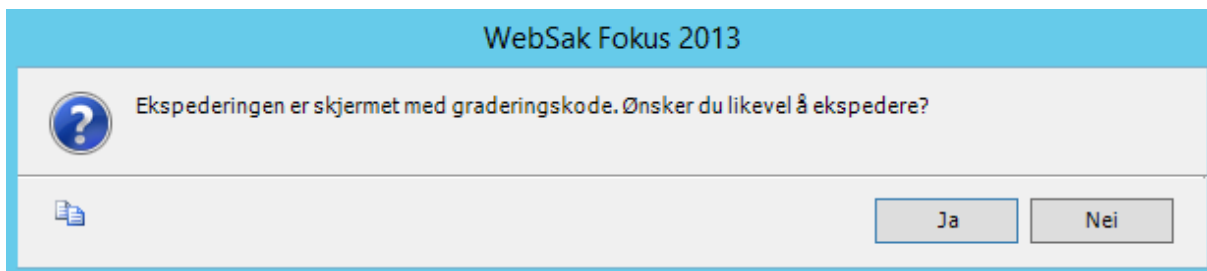 WebSak Fokus 2013
Ekspederingen er skjermet med graderingskode. Ønsker du likevel å ekspedere?
Ja
Nei